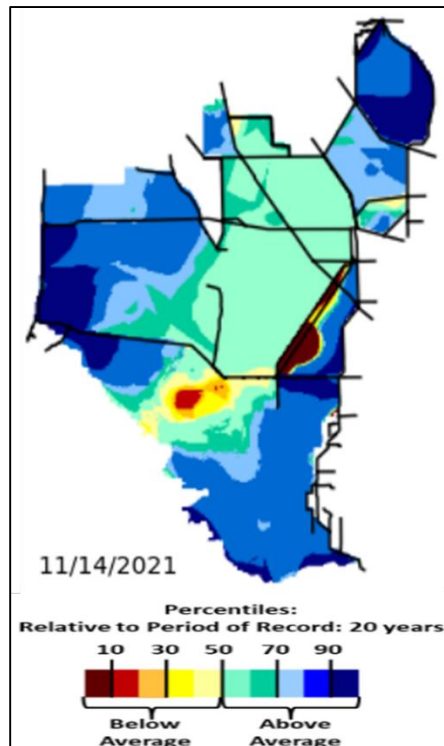 11/14/2021
Percentiles:
Relative to Period of Record: 20 years
10 30 50 70 90
Below Above
Average Average